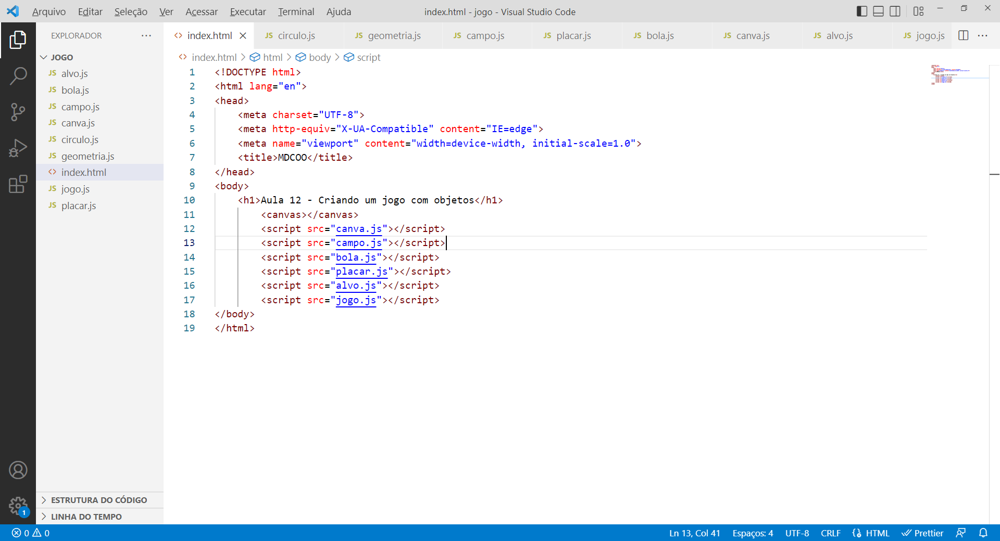 Arquivo Editar Seleção Ver Acessar Executar Terminal Ajuda index.html - jogo - Visual Studio Code
EXPLORADOR ···
JOGO
JS alvo.js
JS bola.js
JS campo.js
JS canva.js
JS circulo.js
JS geometria.js
<> index.html
JS jogo.js
JS placar.js
ESTRUTURA DO CÓDIGO
LINHA DO TEMPO
1
<> index.html JS circulo.js JS geometria.js JS campo.js JS placar.js JS bola.js JS canva.js JS alvo.js JS jogo.js ···
<> index.html > html > body > script
1 <!DOCTYPE html>
2 <html lang="en">
3 <head>
4 <meta charset="UTF-8">
5 <meta http-equiv="X-UA-Compatible" content="IE=edge">
6 <meta name="viewport" content="width=device-width, initial-scale=1.0">
7 <title>MDCOO</title>
8 </head>
9 <body>
10 <h1>Aula 12 - Criando um jogo com objetos</h1>
11 <canvas></canvas>
12 <script src="canva.js"></script>
13 <script src="campo.js"></script>
14 <script src="bola.js"></script>
15 <script src="placar.js"></script>
16 <script src="alvo.js"></script>
17 <script src="jogo.js"></script>
18 </body>
19 </html>
0 0 Ln 13, Col 41 Espaços: 4 UTF-8 CRLF HTML Prettier